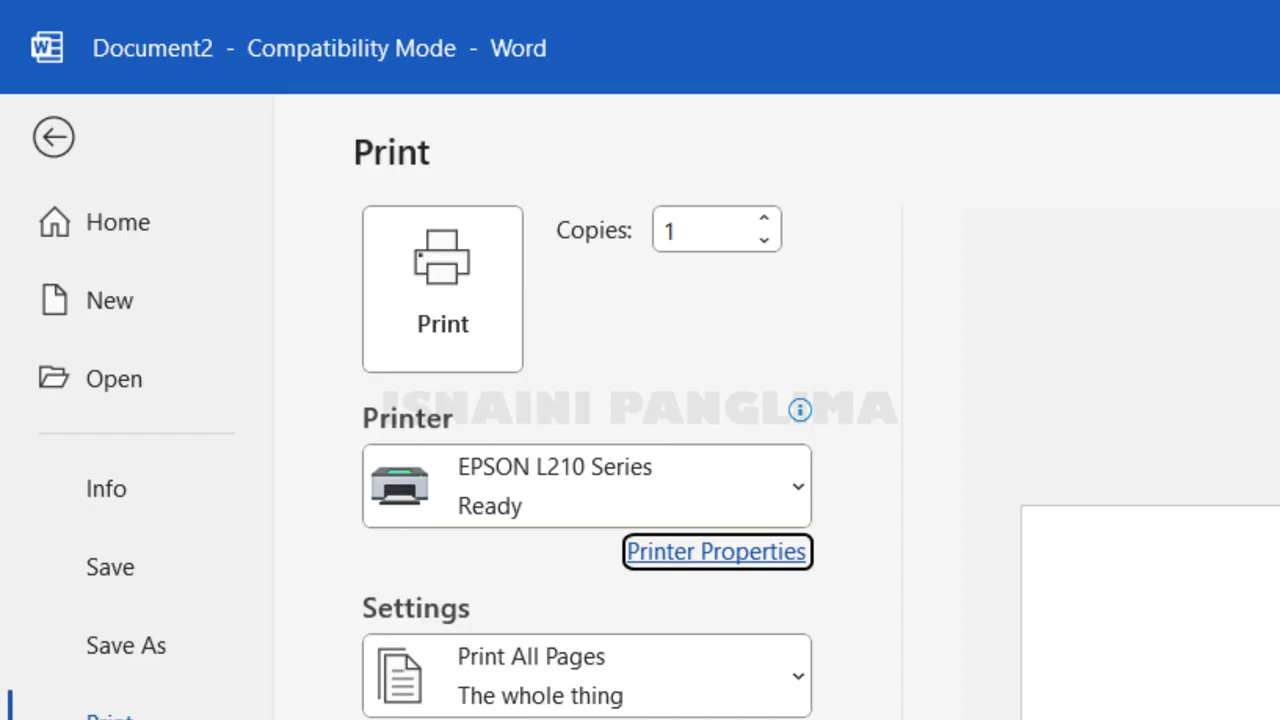 Document2 - Compatibility Mode - Word
Print
Home
New
Open
Info
Save
Save As
Print
Print
Copies: 1
ISNAINI PANGLIMA
Printer
EPSON L210 Series
Ready
Printer Properties
Settings
Print All Pages
The whole thing